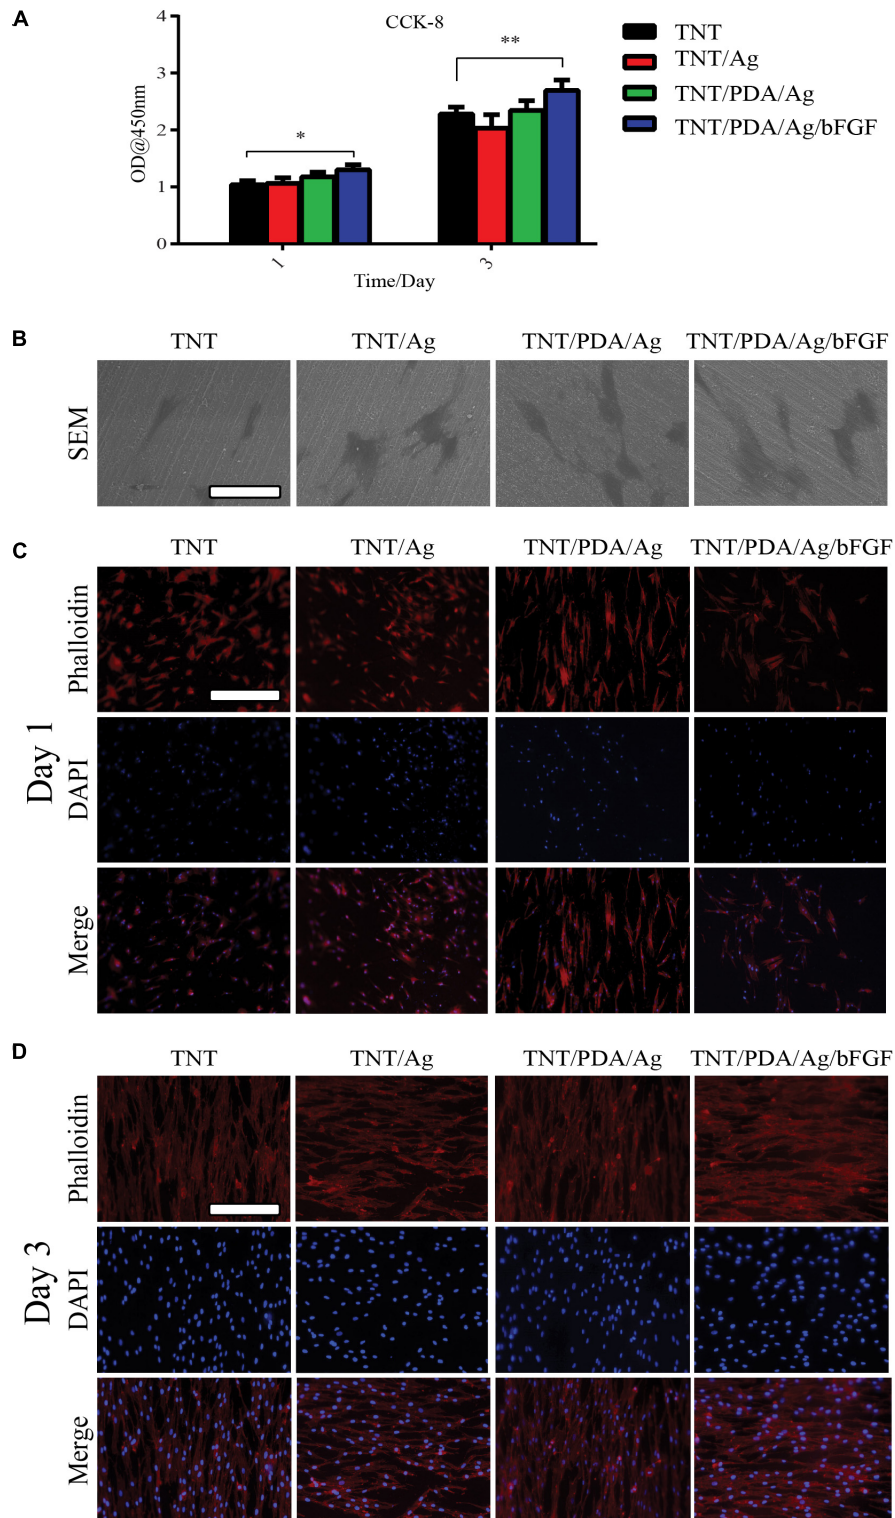 A
CCK-8
4
3
2
1
0
OD@450nm
*
**
1
3
Time/Day
TNT
TNT/Ag
TNT/PDA/Ag
TNT/PDA/Ag/bFGF
B
TNT TNT/Ag TNT/PDA/Ag TNT/PDA/Ag/bFGF
SEM
C
TNT TNT/Ag TNT/PDA/Ag TNT/PDA/Ag/bFGF
Day 1
Phalloidin
DAPI
Merge
D
TNT TNT/Ag TNT/PDA/Ag TNT/PDA/Ag/bFGF
Day 3
Phalloidin
DAPI
Merge